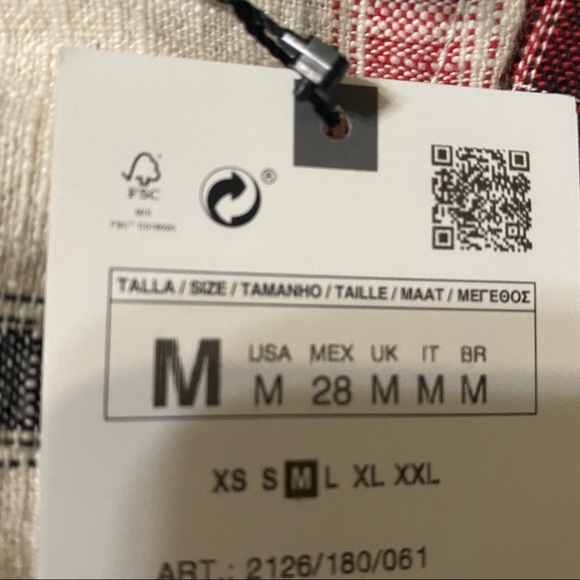 FSC
®
TALLA / SIZE / TAMANHO / TAILLE / MAAT / ΜΕΓΕΘΟΣ
M
USA MEX UK IT BR
M 28 M M M
XS S M L XL XXL
ART.: 2126/180/061